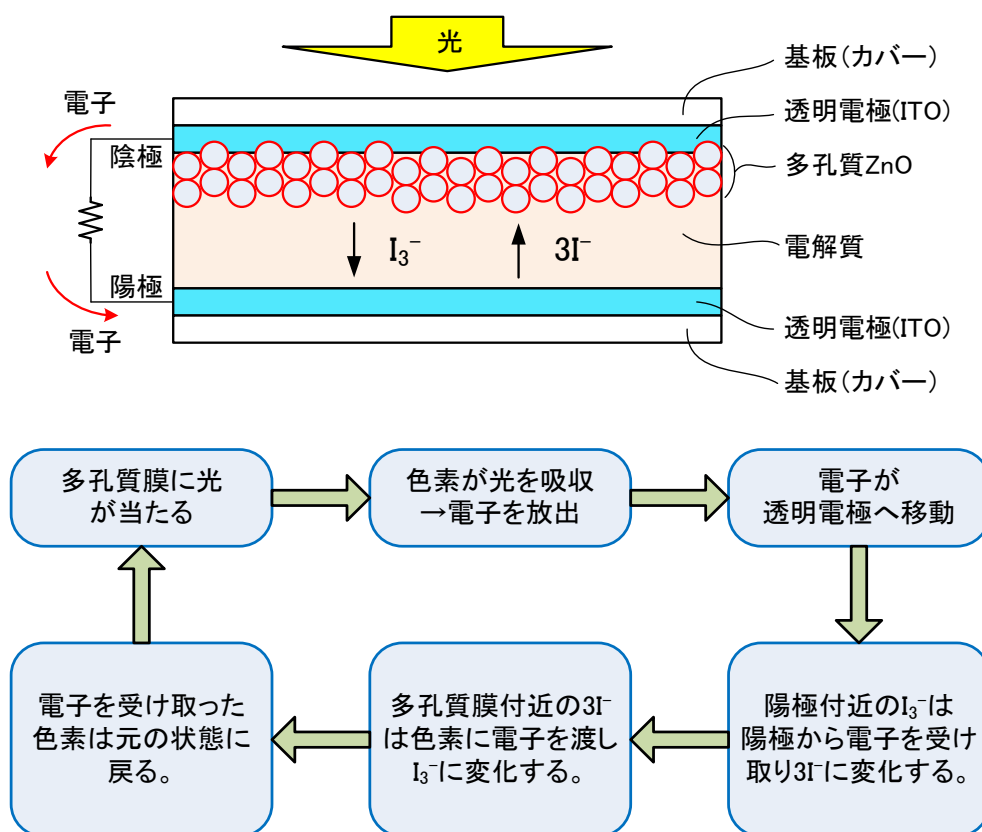 光
基板(カバー)
電子
透明電極(ITO)
陰極
多孔質ZnO
I₃⁻
3I⁻
電解質
陽極
電子
透明電極(ITO)
基板(カバー)
多孔質膜に光
が当たる
色素が光を吸収
→電子を放出
電子が
透明電極へ移動
陽極付近のI₃⁻は
陽極から電子を受け
取り3I⁻に変化する。
多孔質膜付近の3I⁻
は色素に電子を渡し
I₃⁻に変化する。
電子を受け取った
色素は元の状態に
戻る。